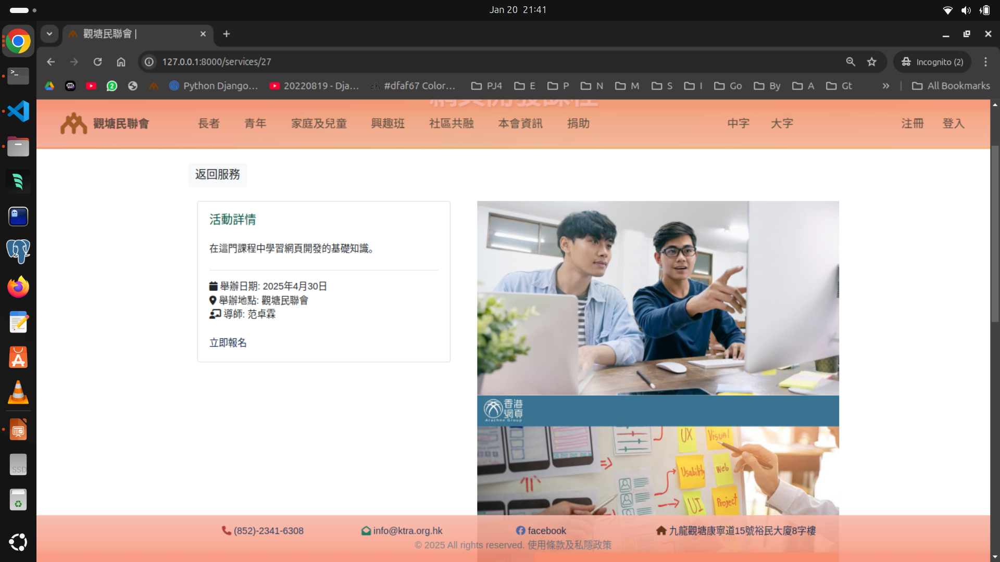 Jan 20 21:41
觀塘民聯會 |
127.0.0.1:8000/services/27
Incognito (2)
Python Django...
20220819 - Dja...
#dfaf67 Color...
PJ4
E
P
N
M
S
I
Go
By
A
Gt
»
All Bookmarks
網頁開發課程
觀塘民聯會
長者
青年
家庭及兒童
興趣班
社區共融
本會資訊
捐助
中字
大字
注冊
登入
返回服務
活動詳情
在這門課程中學習網頁開發的基礎知識。
舉辦日期: 2025年4月30日
舉辦地點: 觀塘民聯會
導師: 范卓霖
立即報名
香港
網頁
Arachne Group
UX
Visual
Usability
Web
UI
Project
(852)-2341-6308
info@ktra.org.hk
facebook
九龍觀塘康寧道15號裕民大廈8字樓
© 2025 All rights reserved. 使用條款及私隱政策
SSD